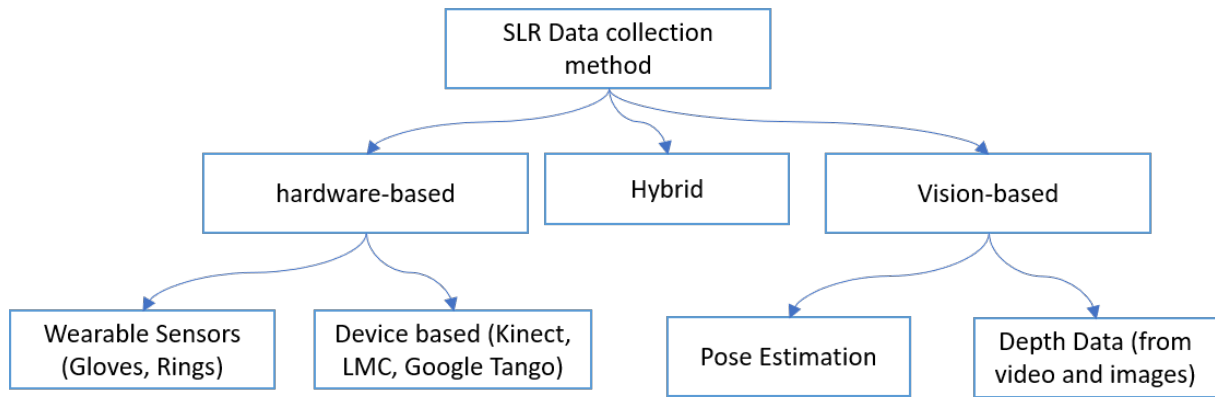 SLR Data collection
method
hardware-based
Hybrid
Vision-based
Wearable Sensors
(Gloves, Rings)
Device based (Kinect,
LMC, Google Tango)
Pose Estimation
Depth Data (from
video and images)